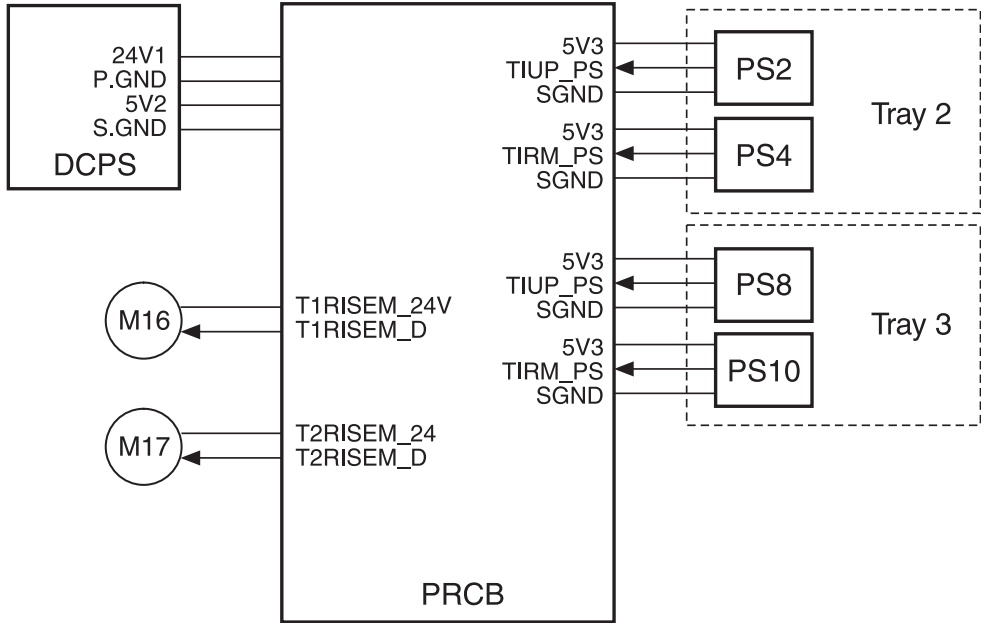 24V1
P.GND
5V2
S.GND
DCPS
M16
T1RISEM_24V
T1RISEM_D
M17
T2RISEM_24
T2RISEM_D
PRCB
5V3
TIUP_PS
SGND
PS2
5V3
TIRM_PS
SGND
PS4
Tray 2
5V3
TIUP_PS
SGND
PS8
5V3
TIRM_PS
SGND
PS10
Tray 3